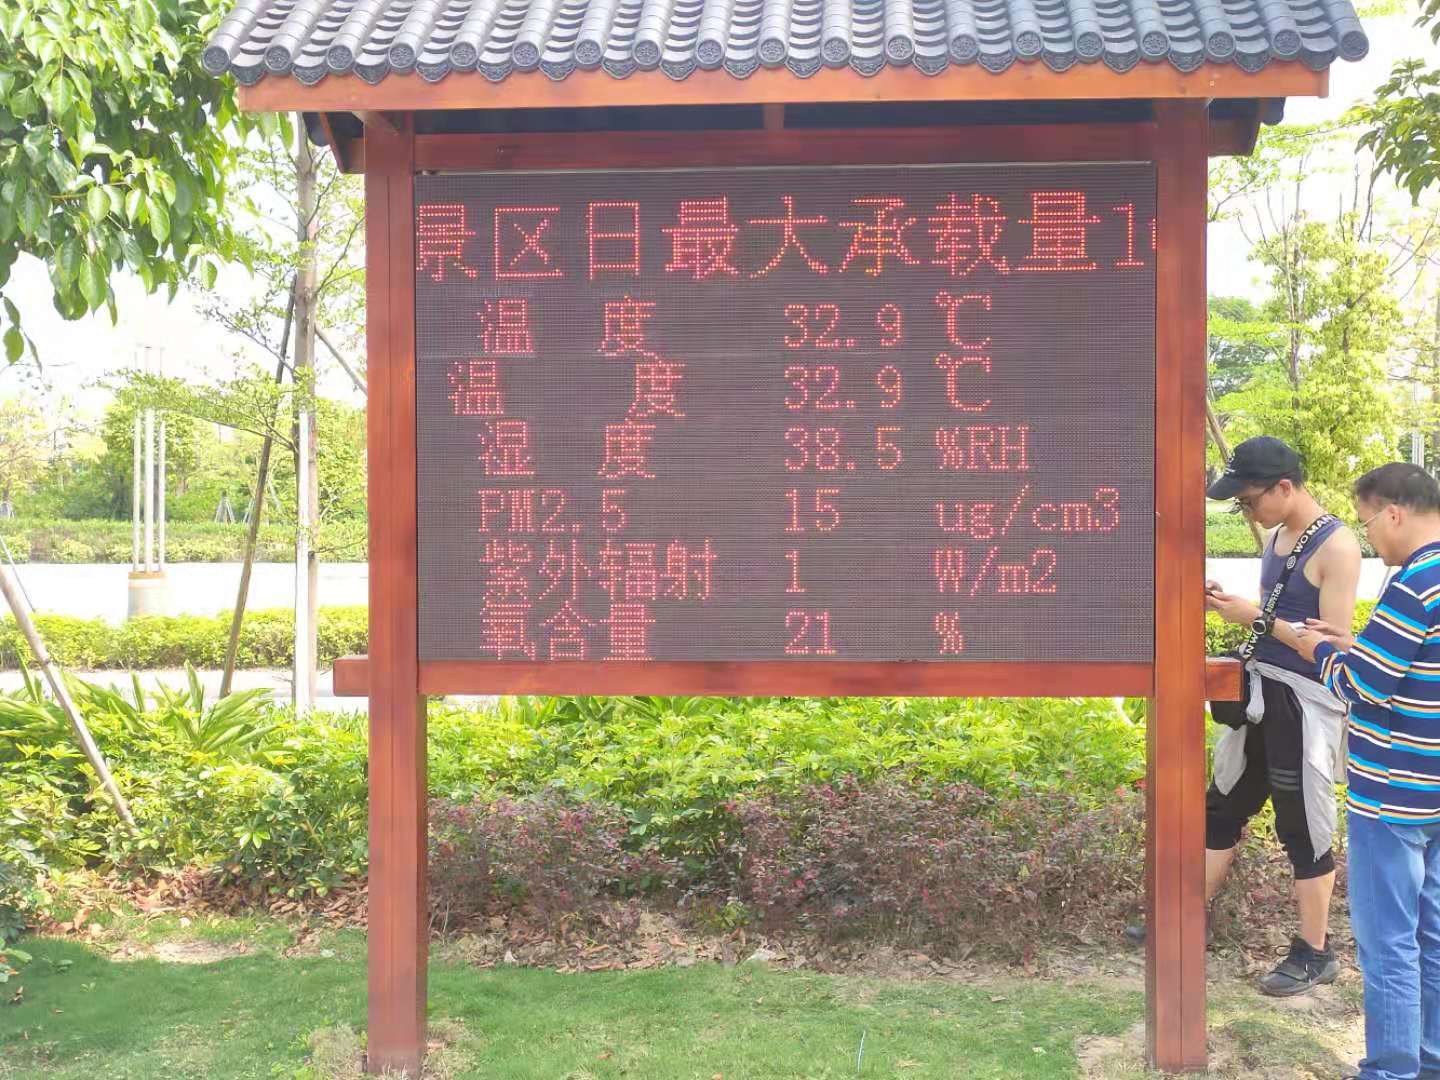 景区日最大承载量1
温 度 32.9 ℃
温 度 32.9 ℃
湿 度 38.5 %RH
PM2.5 15 ug/cm3
紫外辐射 1 W/m2
氧含量 21 %
WOMAN